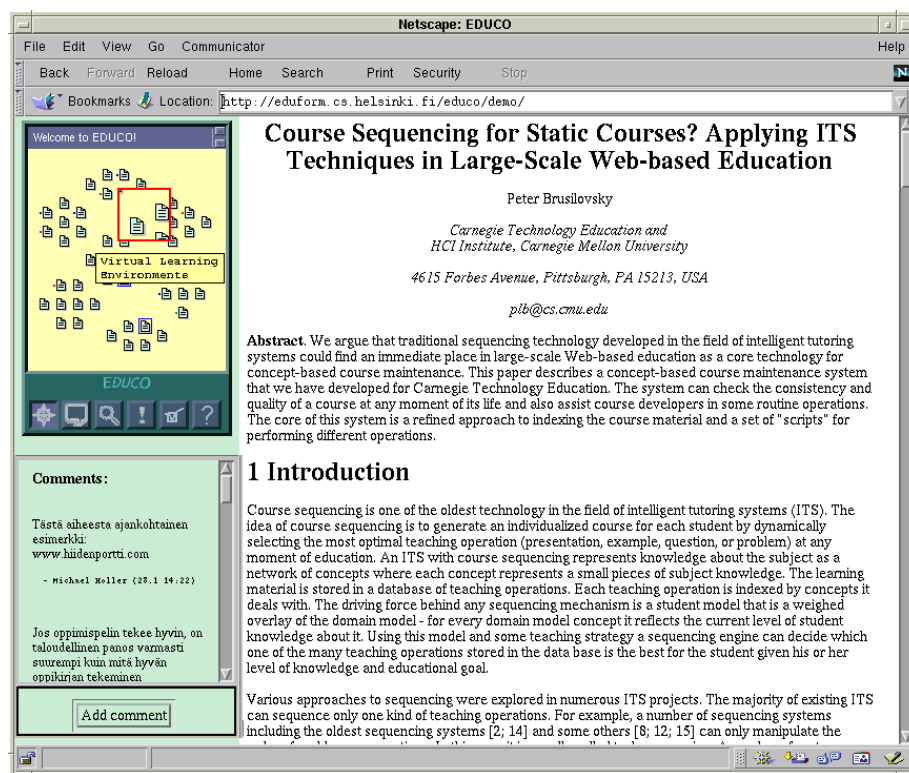 Netscape: EDUCO
File Edit View Go Communicator Help
Back Forward Reload Home Search Print Security Stop
N
Bookmarks Location: http://eduform.cs.helsinki.fi/educo/demo/
Welcome to EDUCO!
Virtual Learning
Environments
EDUCO
! ?
Comments:
Tästä aiheesta ajankohtainen
esimerkki:
www.hiidenportti.com
- Michael Holler (28.1 14:22)
Jos oppimispelin tekee hyvin, on
taloudellinen panos varmasti
suurempi kuin mitä hyvän
oppikirjan tekeminen
Add comment
Course Sequencing for Static Courses? Applying ITS
Techniques in Large-Scale Web-based Education
Peter Brusilovsky
Carnegie Technology Education and
HCI Institute, Carnegie Mellon University
4615 Forbes Avenue, Pittsburgh, PA 15213, USA
plb@cs.cmu.edu
Abstract. We argue that traditional sequencing technology developed in the field of intelligent tutoring
systems could find an immediate place in large-scale Web-based education as a core technology for
concept-based course maintenance. This paper describes a concept-based course maintenance system
that we have developed for Carnegie Technology Education. The system can check the consistency and
quality of a course at any moment of its life and also assist course developers in some routine operations.
The core of this system is a refined approach to indexing the course material and a set of "scripts" for
performing different operations.
1 Introduction
Course sequencing is one of the oldest technology in the field of intelligent tutoring systems (ITS). The
idea of course sequencing is to generate an individualized course for each student by dynamically
selecting the most optimal teaching operation (presentation, example, question, or problem) at any
moment of education. An ITS with course sequencing represents knowledge about the subject as a
network of concepts where each concept represents a small pieces of subject knowledge. The learning
material is stored in a database of teaching operations. Each teaching operation is indexed by concepts it
deals with. The driving force behind any sequencing mechanism is a student model that is a weighed
overlay of the domain model - for every domain model concept it reflects the current level of student
knowledge about it. Using this model and some teaching strategy a sequencing engine can decide which
one of the many teaching operations stored in the data base is the best for the student given his or her
level of knowledge and educational goal.
Various approaches to sequencing were explored in numerous ITS projects. The majority of existing ITS
can sequence only one kind of teaching operations. For example, a number of sequencing systems
including the oldest sequencing systems [2; 14] and some others [8; 12; 15] can only manipulate the